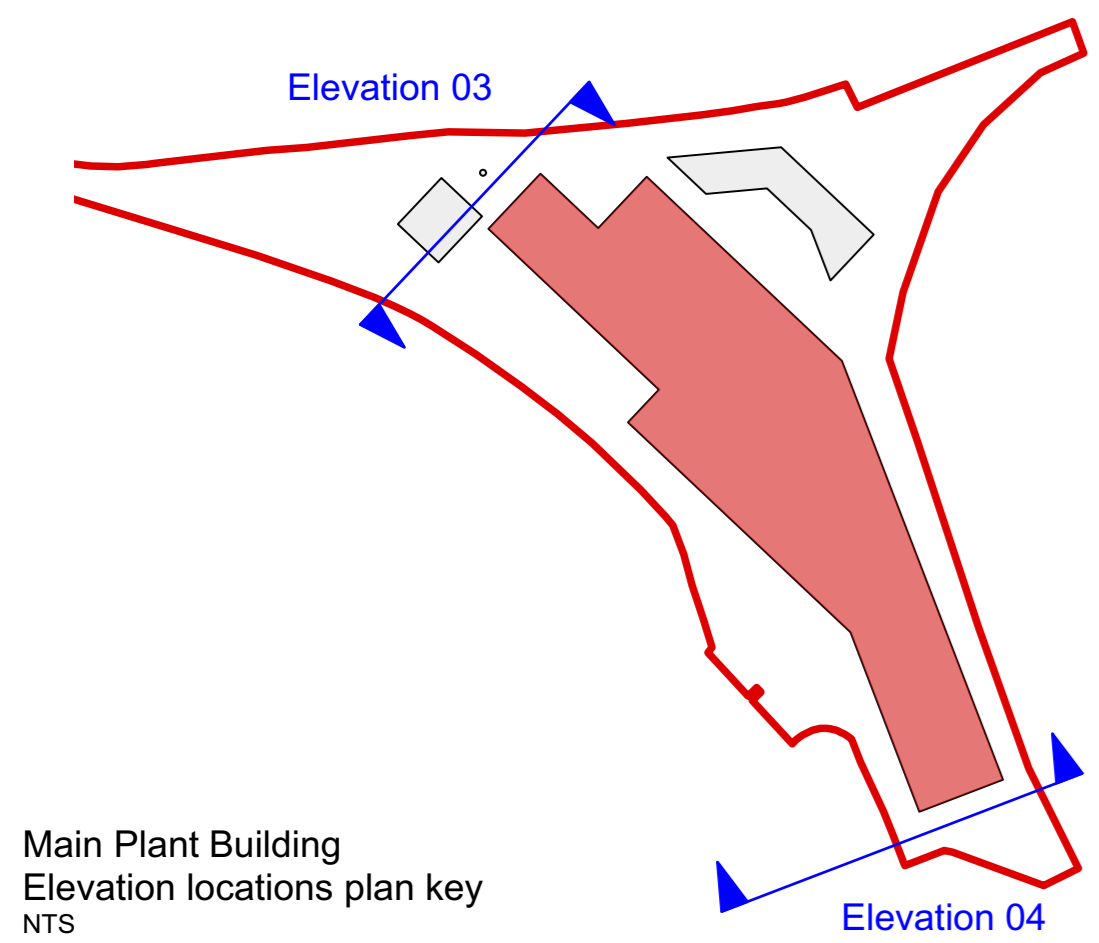 Elevation 03
Main Plant Building
Elevation locations plan key
NTS
Elevation 04